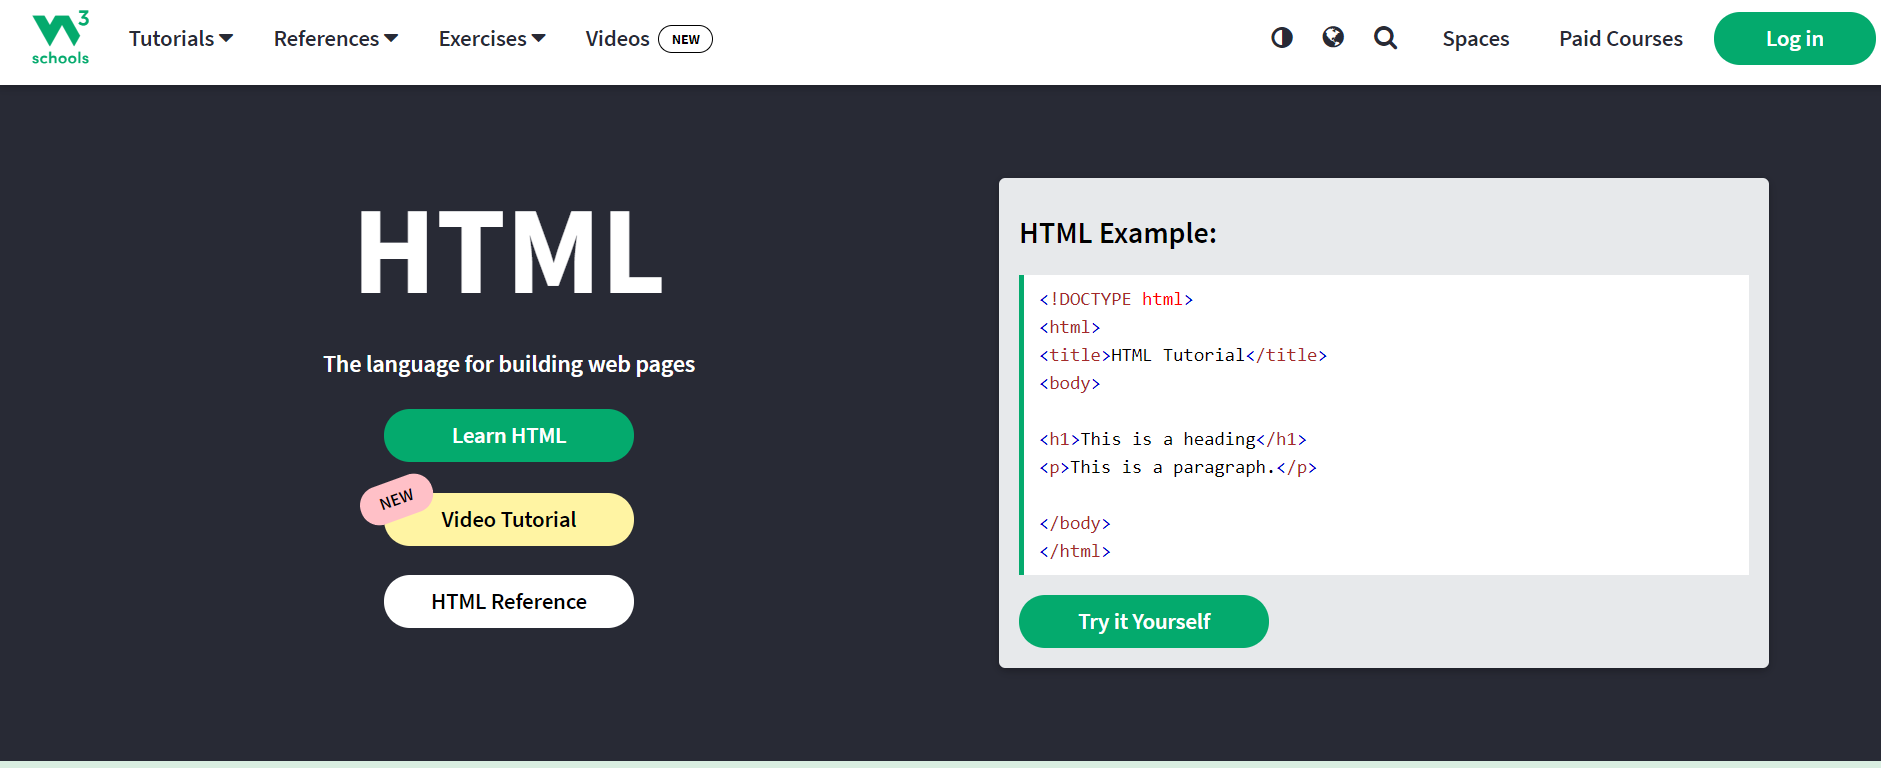 w3
schools
Tutorials
References
Exercises
Videos NEW
Spaces
Paid Courses
Log in
HTML
The language for building web pages
Learn HTML
NEW
Video Tutorial
HTML Reference
HTML Example:
<!DOCTYPE html>
<html>
<title>HTML Tutorial</title>
<body>
<h1>This is a heading</h1>
<p>This is a paragraph.</p>
</body>
</html>
Try it Yourself